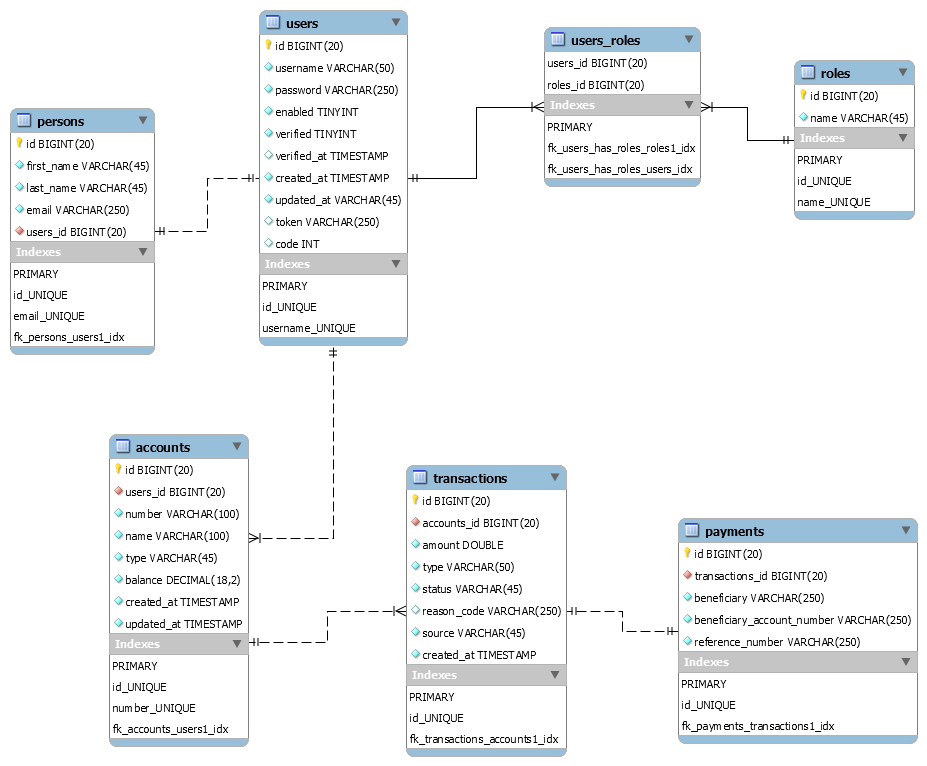 users
id BIGINT(20)
username VARCHAR(50)
password VARCHAR(250)
enabled TINYINT
verified TINYINT
verified_at TIMESTAMP
created_at TIMESTAMP
updated_at VARCHAR(45)
token VARCHAR(250)
code INT
Indexes
PRIMARY
id_UNIQUE
username_UNIQUE
users_roles
users_id BIGINT(20)
roles_id BIGINT(20)
Indexes
PRIMARY
fk_users_has_roles_roles1_idx
fk_users_has_roles_users_idx
roles
id BIGINT(20)
name VARCHAR(45)
Indexes
PRIMARY
id_UNIQUE
name_UNIQUE
persons
id BIGINT(20)
first_name VARCHAR(45)
last_name VARCHAR(45)
email VARCHAR(250)
users_id BIGINT(20)
Indexes
PRIMARY
id_UNIQUE
email_UNIQUE
fk_persons_users1_idx
accounts
id BIGINT(20)
users_id BIGINT(20)
number VARCHAR(100)
name VARCHAR(100)
type VARCHAR(45)
balance DECIMAL(18,2)
created_at TIMESTAMP
updated_at TIMESTAMP
Indexes
PRIMARY
id_UNIQUE
number_UNIQUE
fk_accounts_users1_idx
transactions
id BIGINT(20)
accounts_id BIGINT(20)
amount DOUBLE
type VARCHAR(50)
status VARCHAR(45)
reason_code VARCHAR(250)
source VARCHAR(45)
created_at TIMESTAMP
Indexes
PRIMARY
id_UNIQUE
fk_transactions_accounts1_idx
payments
id BIGINT(20)
transactions_id BIGINT(20)
beneficiary VARCHAR(250)
beneficiary_account_number VARCHAR(250)
reference_number VARCHAR(250)
Indexes
PRIMARY
id_UNIQUE
fk_payments_transactions1_idx